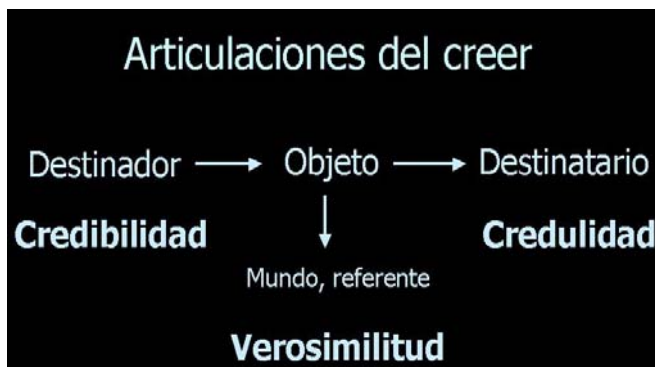 Articulaciones del creer
Destinador Objeto Destinatario
Credibilidad Credulidad
Mundo, referente
Verosimilitud